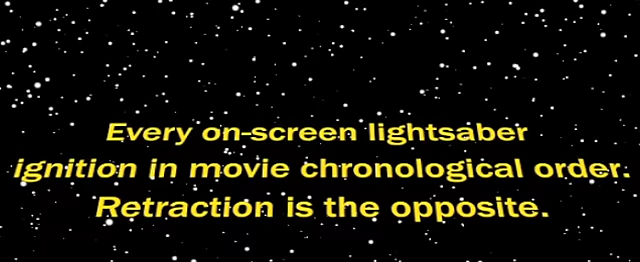 Every on-screen lightsaber
ignition in movie chronological order.
Retraction is the opposite.